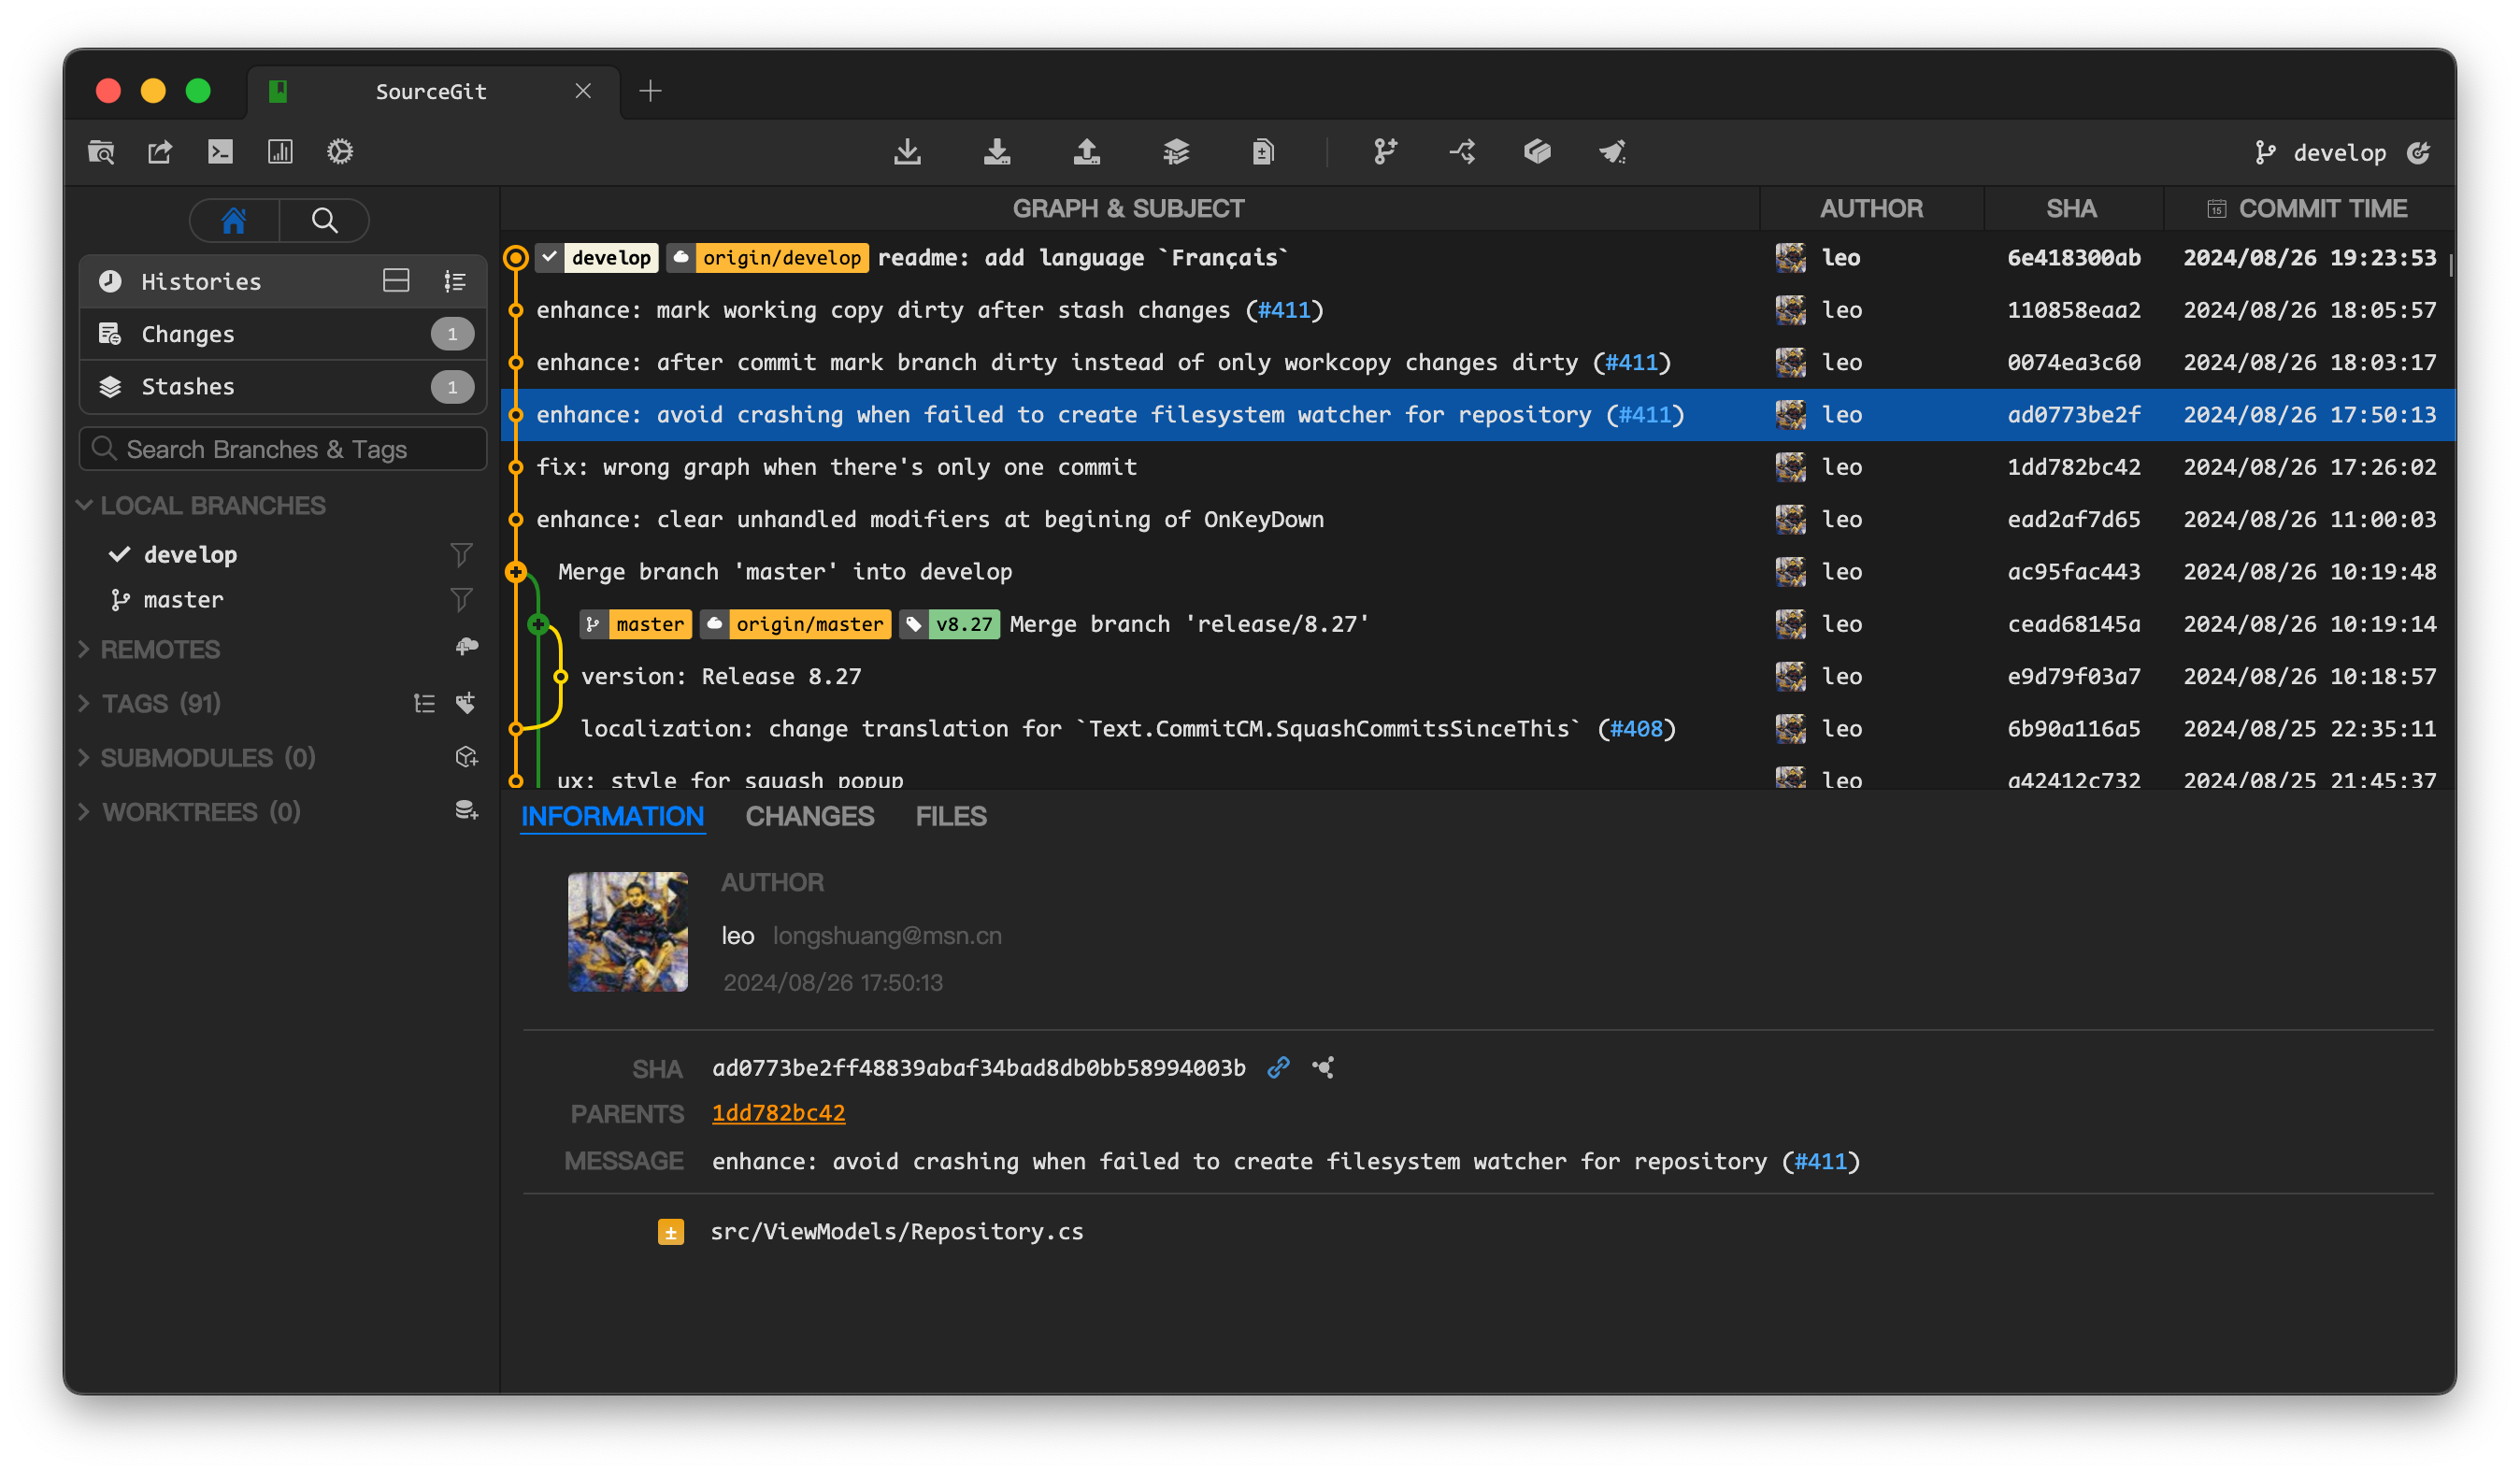 SourceGit
develop
Histories
Changes 1
Stashes 1
Search Branches & Tags
LOCAL BRANCHES
develop
master
REMOTES
TAGS (91)
SUBMODULES (0)
WORKTREES (0)
GRAPH & SUBJECT AUTHOR SHA 15 COMMIT TIME
develop origin/develop readme: add language `Français` leo 6e418300ab 2024/08/26 19:23:53
enhance: mark working copy dirty after stash changes (#411) leo 110858eaa2 2024/08/26 18:05:57
enhance: after commit mark branch dirty instead of only workcopy changes dirty (#411) leo 0074ea3c60 2024/08/26 18:03:17
enhance: avoid crashing when failed to create filesystem watcher for repository (#411) leo ad0773be2f 2024/08/26 17:50:13
fix: wrong graph when there's only one commit leo 1dd782bc42 2024/08/26 17:26:02
enhance: clear unhandled modifiers at begining of OnKeyDown leo ead2af7d65 2024/08/26 11:00:03
Merge branch 'master' into develop leo ac95fac443 2024/08/26 10:19:48
master origin/master v8.27 Merge branch 'release/8.27' leo cead68145a 2024/08/26 10:19:14
version: Release 8.27 leo e9d79f03a7 2024/08/26 10:18:57
localization: change translation for `Text.CommitCM.SquashCommitsSinceThis` (#408) leo 6b90a116a5 2024/08/25 22:35:11
ux: style for squash popup leo a42412c732 2024/08/25 21:45:37
INFORMATION CHANGES FILES
AUTHOR
leo longshuang@msn.cn
2024/08/26 17:50:13
SHA ad0773be2ff48839abaf34bad8db0bb58994003b
PARENTS 1dd782bc42
MESSAGE enhance: avoid crashing when failed to create filesystem watcher for repository (#411)
± src/ViewModels/Repository.cs